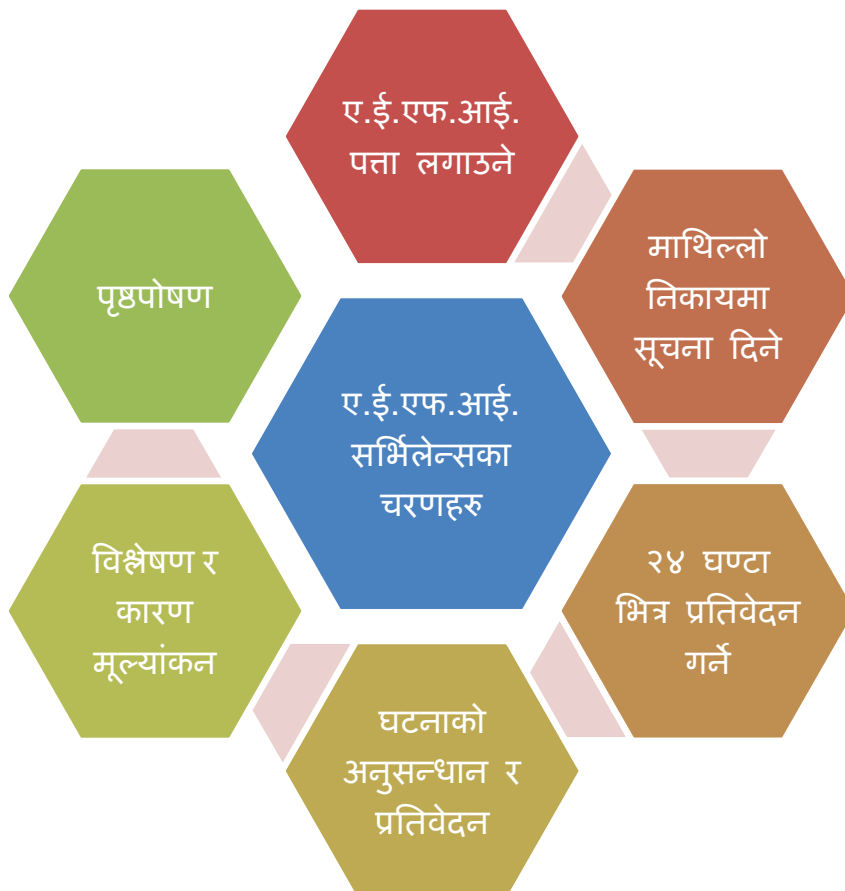 ए.ई.एफ.आई.
पत्ता लगाउने
माथिल्लो
निकायमा
सूचना दिने
२४ घण्टा
भित्र प्रतिवेदन
गर्ने
घटनाको
अनुसन्धान र
प्रतिवेदन
विश्लेषण र
कारण
मूल्यांकन
पृष्ठपोषण
ए.ई.एफ.आई.
सर्भिलेन्सका
चरणहरु